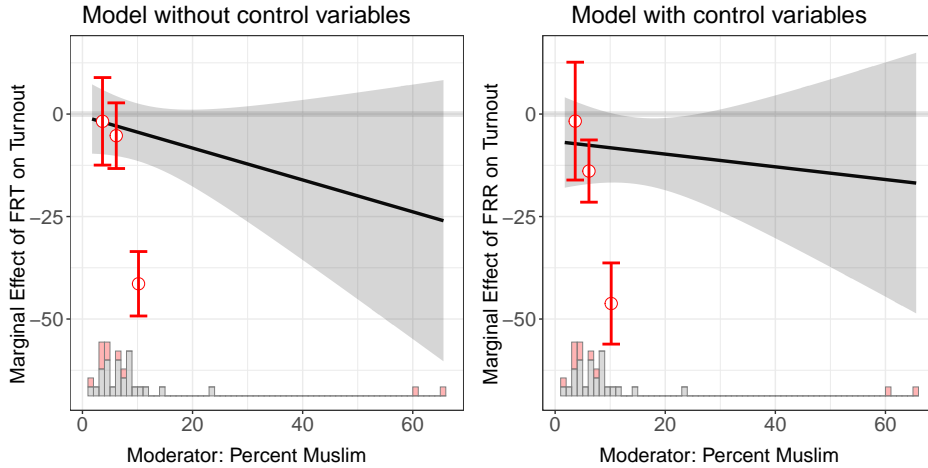 Model without control variables
Marginal Effect of FRT on Turnout
0
−25
−50
0 20 40 60
Moderator: Percent Muslim
Model with control variables
Marginal Effect of FRR on Turnout
0
−25
−50
0 20 40 60
Moderator: Percent Muslim